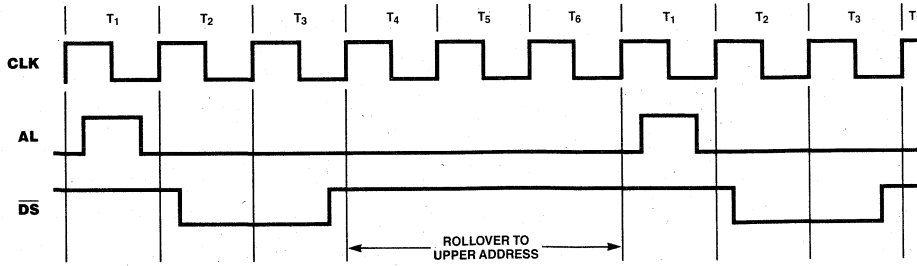 T1 T2 T3 T4 T5 T6 T1 T2 T3 T
CLK
AL
DS
ROLLOVER TO
UPPER ADDRESS